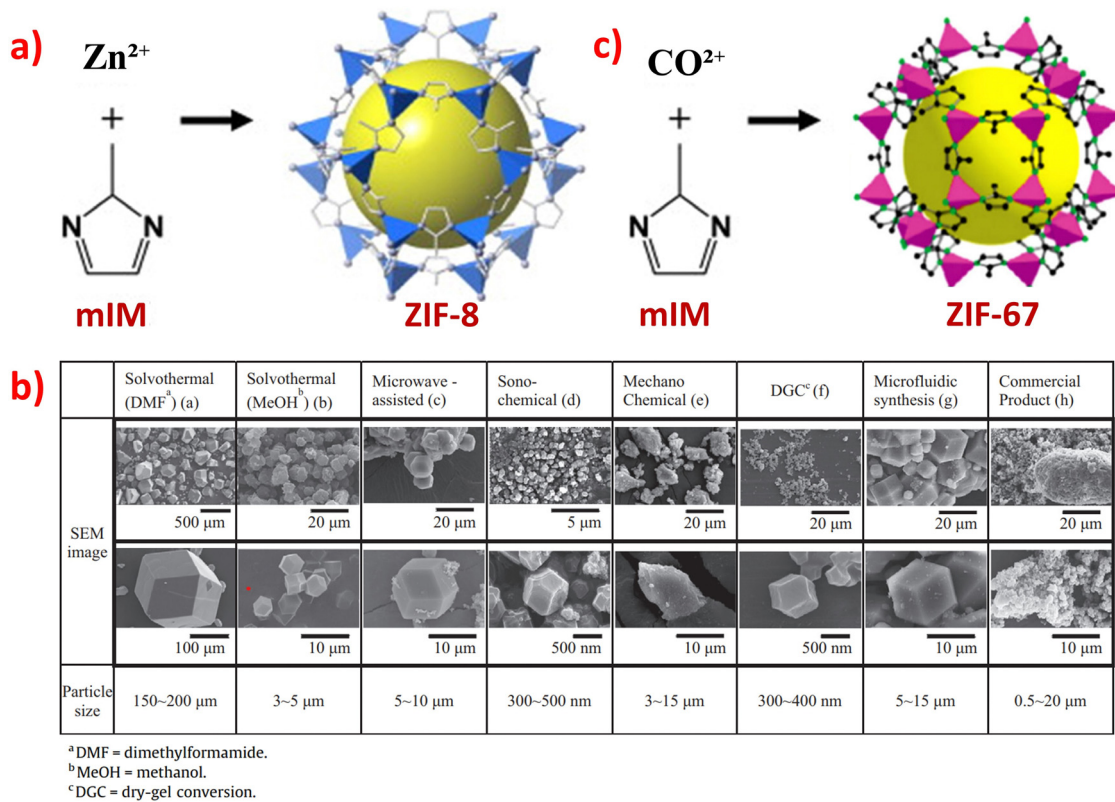 a)
Zn²⁺
+
N N
mIM
ZIF-8
c)
CO²⁺
+
N N
mIM
ZIF-67
b)
Solvothermal (DMFᵃ) (a)
Solvothermal (MeOHᵇ) (b)
Microwave - assisted (c)
Sono- chemical (d)
Mechano Chemical (e)
DGCᶜ (f)
Microfluidic synthesis (g)
Commercial Product (h)
SEM image
500 μm 20 μm 20 μm 5 μm 20 μm 20 μm 20 μm 20 μm
100 μm 10 μm 10 μm 500 nm 10 μm 500 nm 10 μm 10 μm
Particle size
150~200 μm 3~5 μm 5~10 μm 300~500 nm 3~15 μm 300~400 nm 5~15 μm 0.5~20 μm
ᵃ DMF = dimethylformamide.
ᵇ MeOH = methanol.
ᶜ DGC = dry-gel conversion.